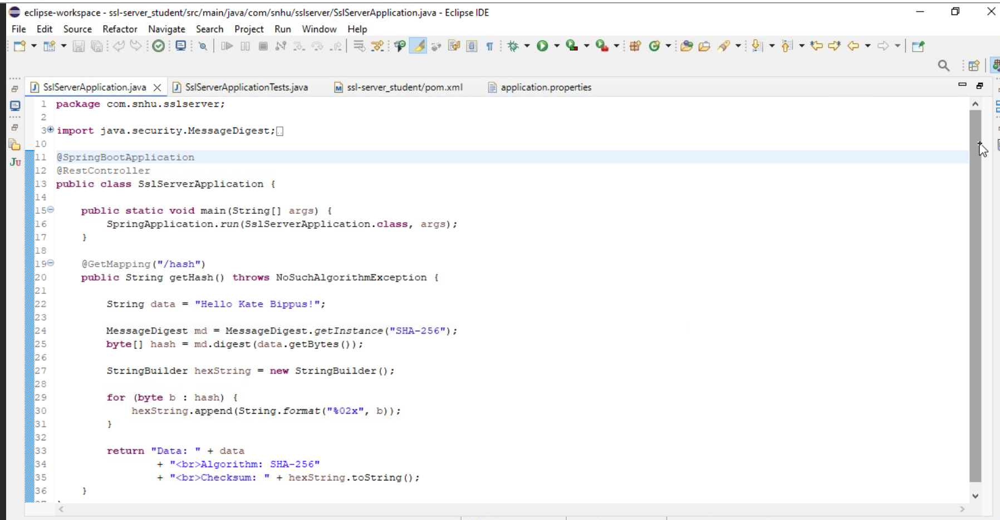 eclipse-workspace - ssl-server_student/src/main/java/com/snhu/sslserver/SslServerApplication.java - Eclipse IDE
File Edit Source Refactor Navigate Search Project Run Window Help
SslServerApplication.java SslServerApplicationTests.java ssl-server_student/pom.xml application.properties
1 package com.snhu.sslserver;
2
3 import java.security.MessageDigest;
10
11 @SpringBootApplication
12 @RestController
13 public class SslServerApplication {
14
15     public static void main(String[] args) {
16         SpringApplication.run(SslServerApplication.class, args);
17     }
18
19     @GetMapping("/hash")
20     public String getHash() throws NoSuchAlgorithmException {
21
22         String data = "Hello Kate Bippus!";
23
24         MessageDigest md = MessageDigest.getInstance("SHA-256");
25         byte[] hash = md.digest(data.getBytes());
26
27         StringBuilder hexString = new StringBuilder();
28
29         for (byte b : hash) {
30             hexString.append(String.format("%02x", b));
31         }
32
33         return "Data: " + data
34                 + "<br>Algorithm: SHA-256"
35                 + "<br>Checksum: " + hexString.toString();
36     }